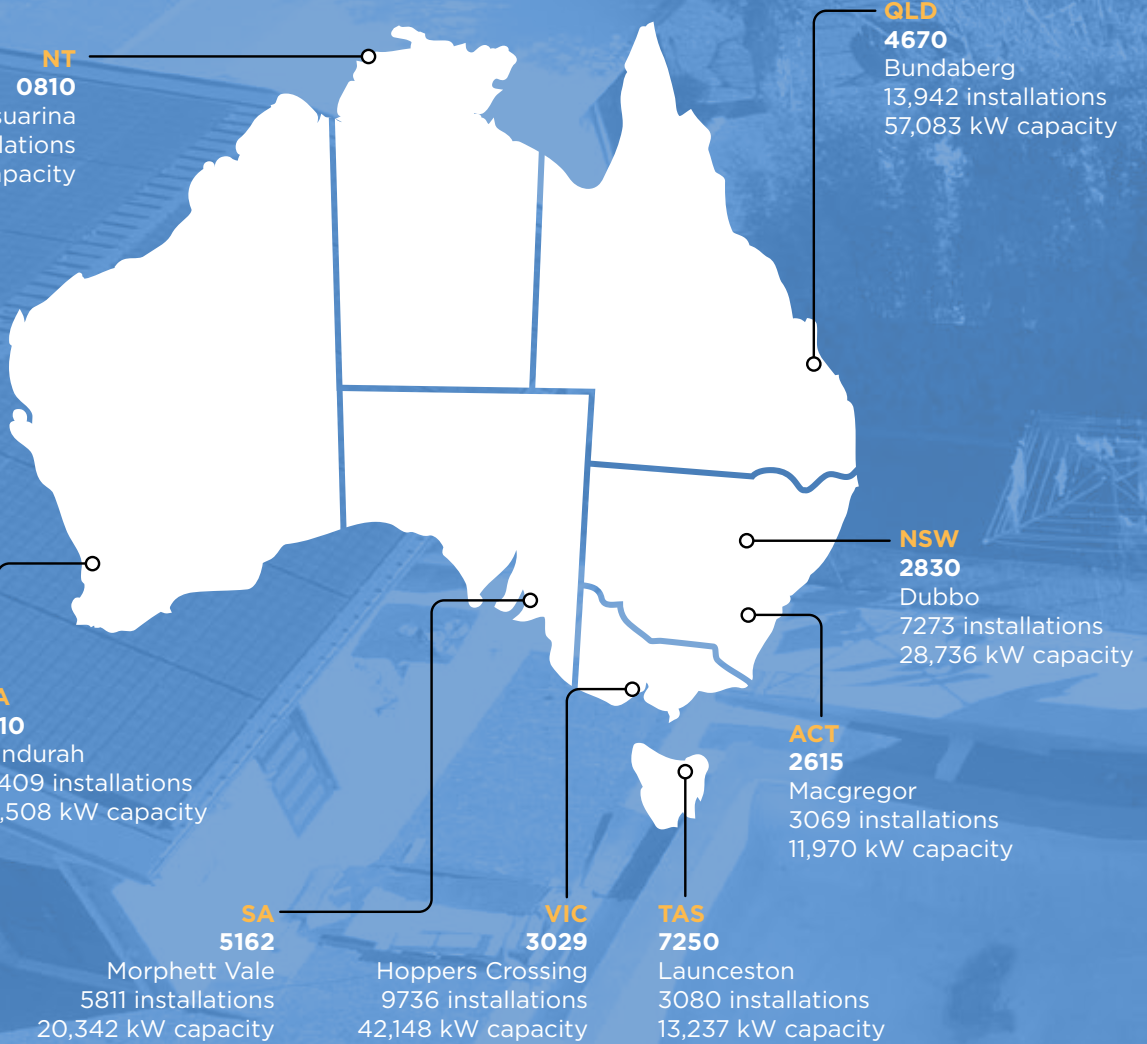 NT
0810
QLD
4670
Bundaberg
13,942 installations
57,083 kW capacity
NSW
2830
Dubbo
7273 installations
28,736 kW capacity
ACT
2615
Macgregor
3069 installations
11,970 kW capacity
installations
kW capacity
SA
5162
Morphett Vale
5811 installations
20,342 kW capacity
VIC
3029
Hoppers Crossing
9736 installations
42,148 kW capacity
TAS
7250
Launceston
3080 installations
13,237 kW capacity